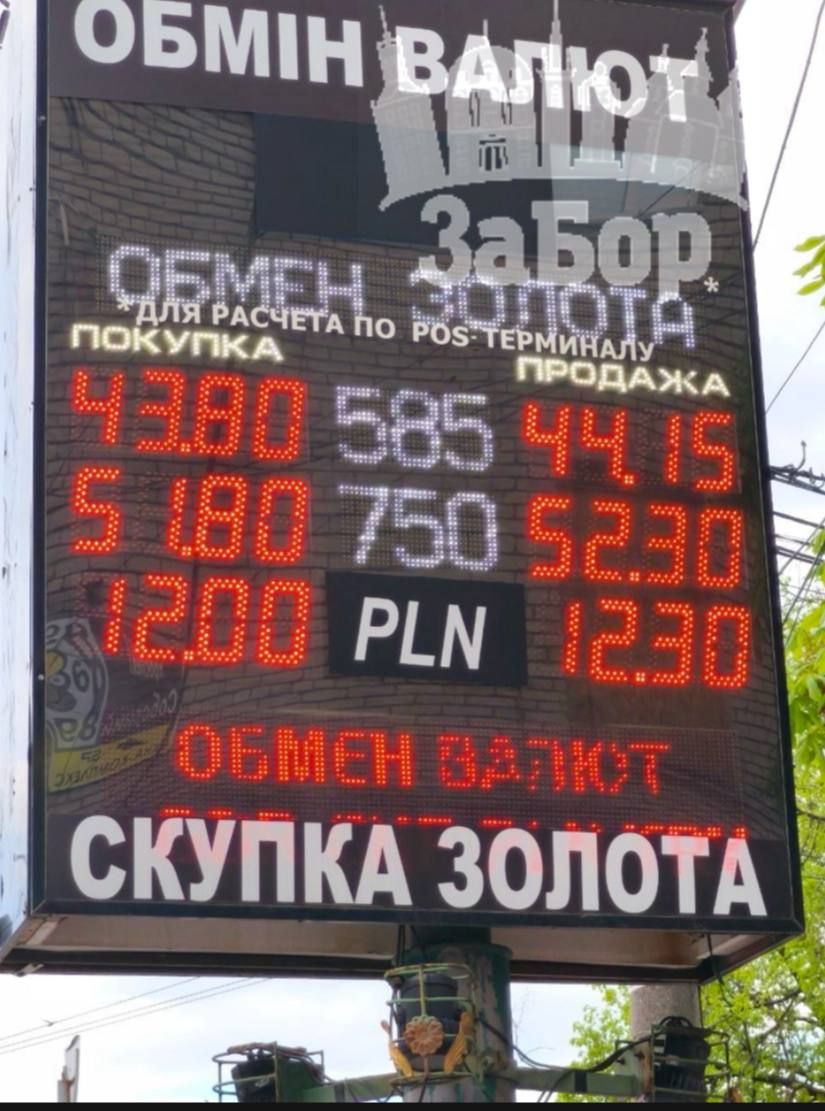 ОБМІН ВАЛЮТ
ЗаБор
ОБМЕН ЗОЛОТА*
*ДЛЯ РАСЧЕТА ПО POS-ТЕРМИНАЛУ
ПОКУПКА ПРОДАЖА
43.80 585 44.15
51.80 750 52.30
12.00 PLN 12.30
ОБМЕН ВАЛЮТ
СКУПКА ЗОЛОТА